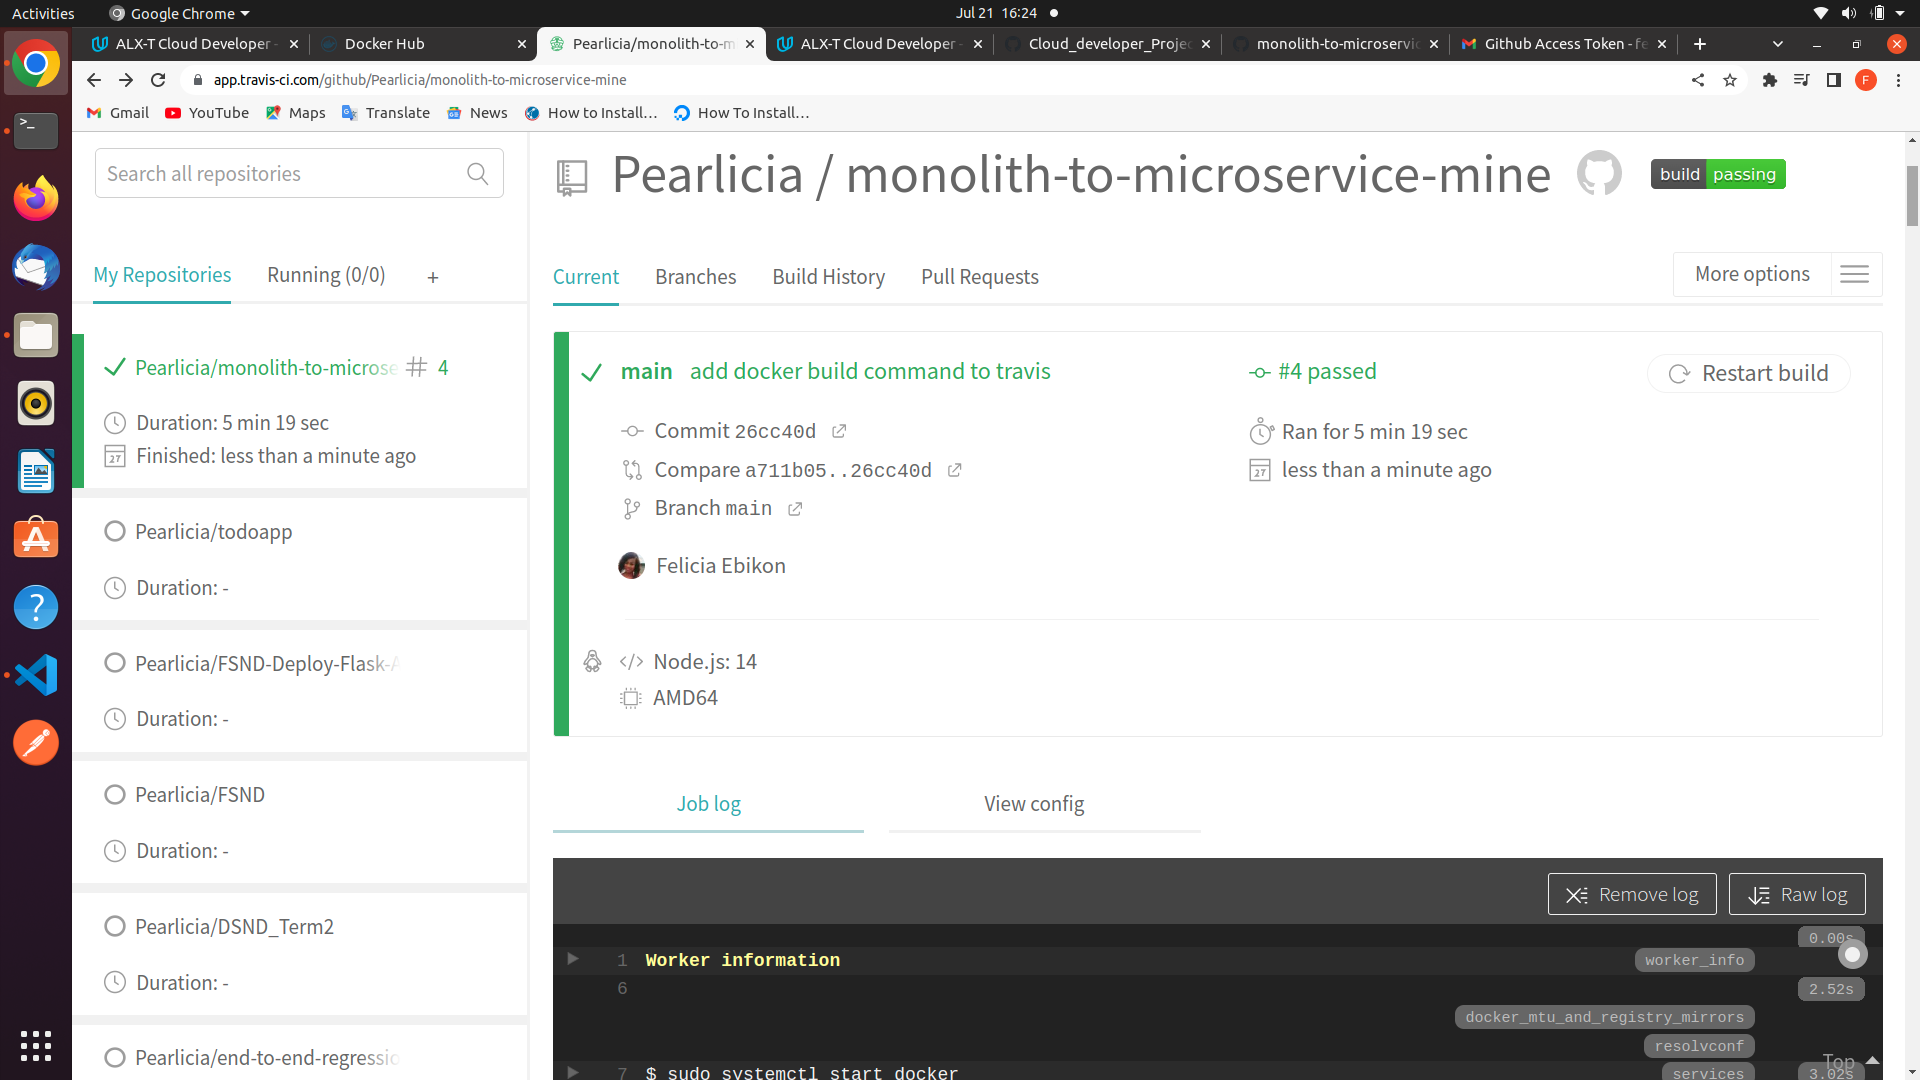 Activities
Google Chrome
Jul 21 16:24
ALX-T Cloud Developer -
Docker Hub
Pearlicia/monolith-to-m
ALX-T Cloud Developer -
Cloud_developer_Projec
monolith-to-microservic
Github Access Token - fe
app.travis-ci.com/github/Pearlicia/monolith-to-microservice-mine
F
Gmail
YouTube
Maps
Translate
News
How to Install…
How To Install…
Search all repositories
My Repositories
Running (0/0)
+
Pearlicia/monolith-to-microse
# 4
Duration: 5 min 19 sec
27
Finished: less than a minute ago
Pearlicia/todoapp
Duration: -
Pearlicia/FSND-Deploy-Flask-A
Duration: -
Pearlicia/FSND
Duration: -
Pearlicia/DSND_Term2
Duration: -
Pearlicia/end-to-end-regressio
Pearlicia / monolith-to-microservice-mine
build passing
Current
Branches
Build History
Pull Requests
More options
main add docker build command to travis
#4 passed
Restart build
Commit 26cc40d
Ran for 5 min 19 sec
Compare a711b05..26cc40d
27
less than a minute ago
Branch main
Felicia Ebikon
</> Node.js: 14
AMD64
Job log
View config
Remove log
Raw log
0.00s
1 Worker information
worker_info
6
2.52s
docker_mtu_and_registry_mirrors
resolvconf
Top
7 $ sudo systemctl start docker
services
3.02s